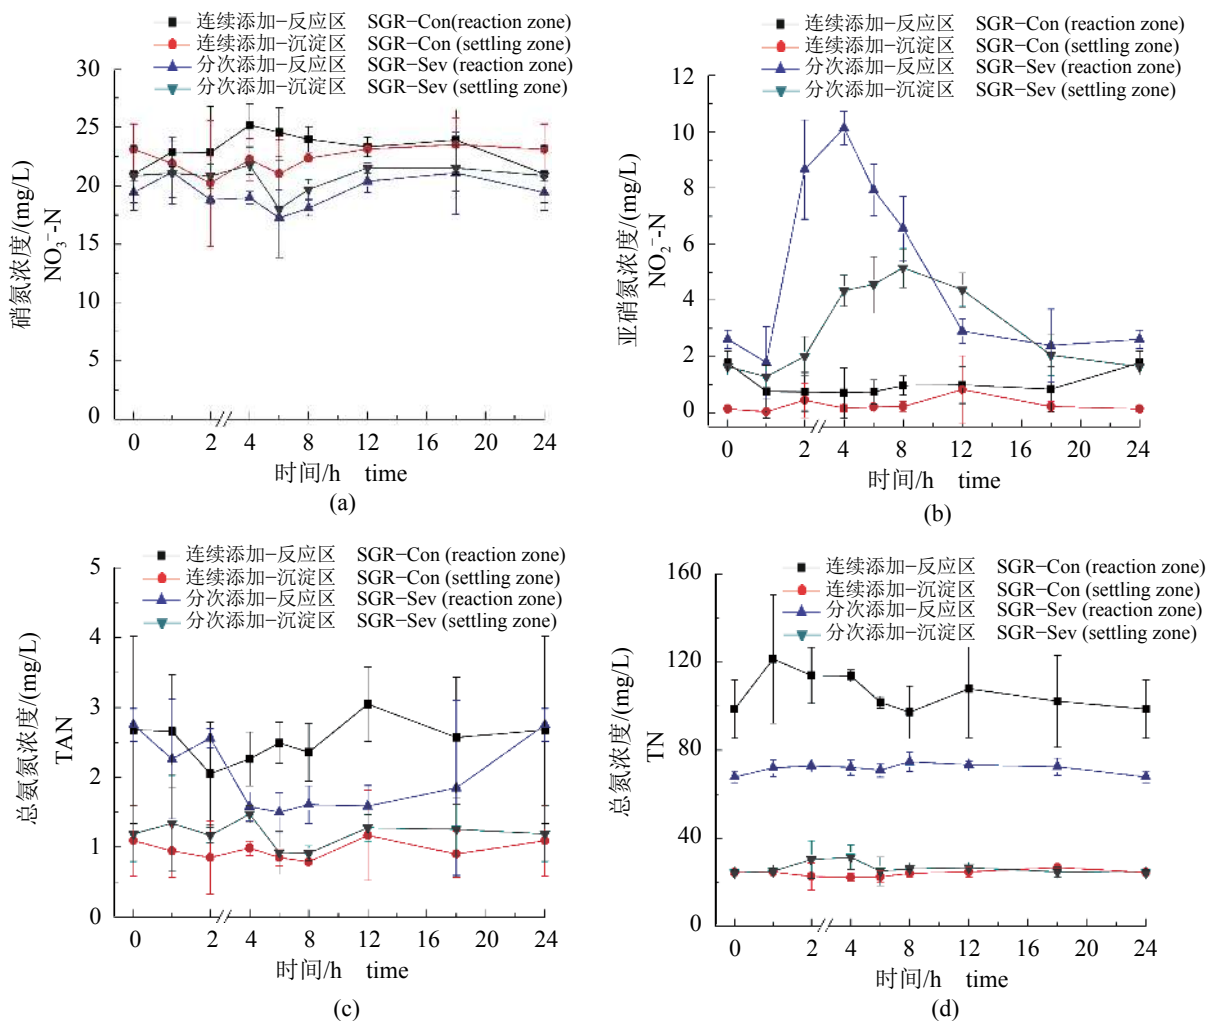 连续添加–反应区 SGR–Con(reaction zone)
连续添加–沉淀区 SGR–Con (settling zone)
分次添加–反应区 SGR–Sev (reaction zone)
分次添加–沉淀区 SGR–Sev (settling zone)
30
25
20
15
10
5
0
硝氮浓度/(mg/L)
NO₃⁻-N
0 2 4 8 12 16 20 24
时间/h time
(a)
连续添加–反应区 SGR–Con (reaction zone)
连续添加–沉淀区 SGR–Con (settling zone)
分次添加–反应区 SGR–Sev (reaction zone)
分次添加–沉淀区 SGR–Sev (settling zone)
12
10
8
6
4
2
0
亚硝氮浓度/(mg/L)
NO₂⁻-N
0 2 4 8 12 16 20 24
时间/h time
(b)
连续添加–反应区 SGR–Con (reaction zone)
连续添加–沉淀区 SGR–Con (settling zone)
分次添加–反应区 SGR–Sev (reaction zone)
分次添加–沉淀区 SGR–Sev (settling zone)
5
4
3
2
1
0
总氨氮浓度/(mg/L)
TAN
0 2 4 8 12 16 20 24
时间/h time
(c)
连续添加–反应区 SGR–Con (reaction zone)
连续添加–沉淀区 SGR–Con (settling zone)
分次添加–反应区 SGR–Sev (reaction zone)
分次添加–沉淀区 SGR–Sev (settling zone)
160
120
80
40
0
总氮浓度/(mg/L)
TN
0 2 4 8 12 16 20 24
时间/h time
(d)